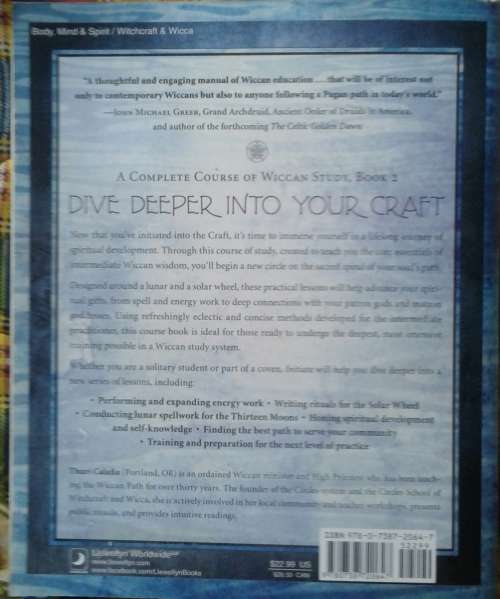 Body, Mind & Spirit / Witchcraft & Wicca
"A thoughtful and engaging manual of Wiccan education . . . that will be of interest not
only to contemporary Wiccans but also to anyone following a Pagan path in today's world."
—John Michael Greer, Grand Archdruid, Ancient Order of Druids in America,
and author of the forthcoming The Celtic Golden Dawn
A Complete Course of Wiccan Study, Book 2
DIVE DEEPER INTO YOUR CRAFT
Now that you've initiated into the Craft, it's time to immerse yourself in a lifelong journey of
spiritual development. Through this course of study, created to teach you the core essentials of
intermediate Wiccan wisdom, you'll begin a new circle on the sacred spiral of your soul's path.
Designed around a lunar and a solar wheel, these practical lessons will help advance your spiri-
tual gifts, from spell and energy work to deep connections with your patron gods and matron
goddesses. Using refreshingly eclectic and concise methods developed for the intermediate
practitioner, this course book is ideal for those ready to undergo the deepest, most immersive
training possible in a Wiccan study system.
Whether you are a solitary student or part of a coven, Initiate will help you dive deeper into a
new series of lessons, including:
• Performing and expanding energy work • Writing rituals for the Solar Wheel
• Conducting lunar spellwork for the Thirteen Moons • Honing spiritual development
and self-knowledge • Finding the best path to serve your community
• Training and preparation for the next level of practice
Thuri Calafia (Portland, OR) is an ordained Wiccan minister and High Priestess who has been teach-
ing the Wiccan Path for over thirty years. The founder of the Circles system and the Circles School of
Witchcraft and Wicca, she is actively involved in her local community and teaches workshops, presents
public rituals, and provides intuitive readings.
Llewellyn Worldwide
www.llewellyn.com
www.facebook.com/LlewellynBooks
$22.99 US
ISBN 978-0-7387-2064-7
52299